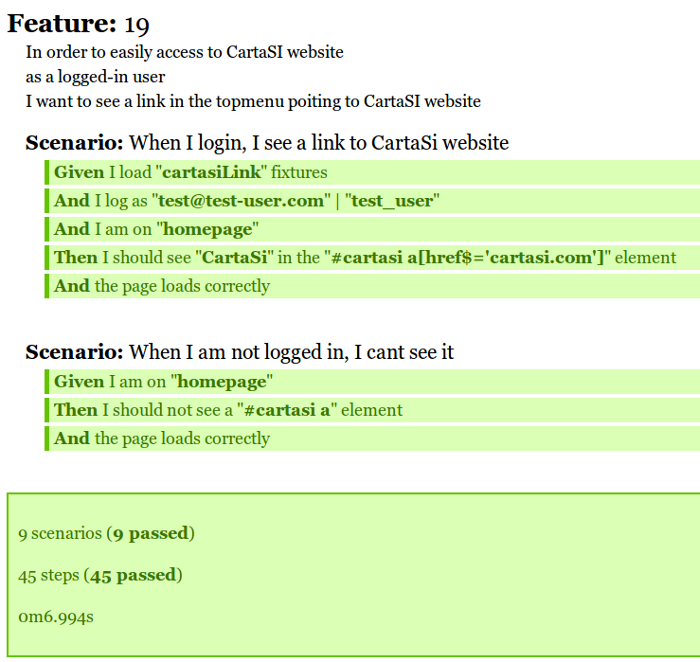 Feature: 19
In order to easily access to CartaSI website
as a logged-in user
I want to see a link in the topmenu poiting to CartaSI website
Scenario: When I login, I see a link to CartaSi website
Given I load "cartasiLink" fixtures
And I log as "test@test-user.com" | "test_user"
And I am on "homepage"
Then I should see "CartaSi" in the "#cartasi a[href$='cartasi.com']" element
And the page loads correctly
Scenario: When I am not logged in, I cant see it
Given I am on "homepage"
Then I should not see a "#cartasi a" element
And the page loads correctly
9 scenarios (9 passed)
45 steps (45 passed)
0m6.994s